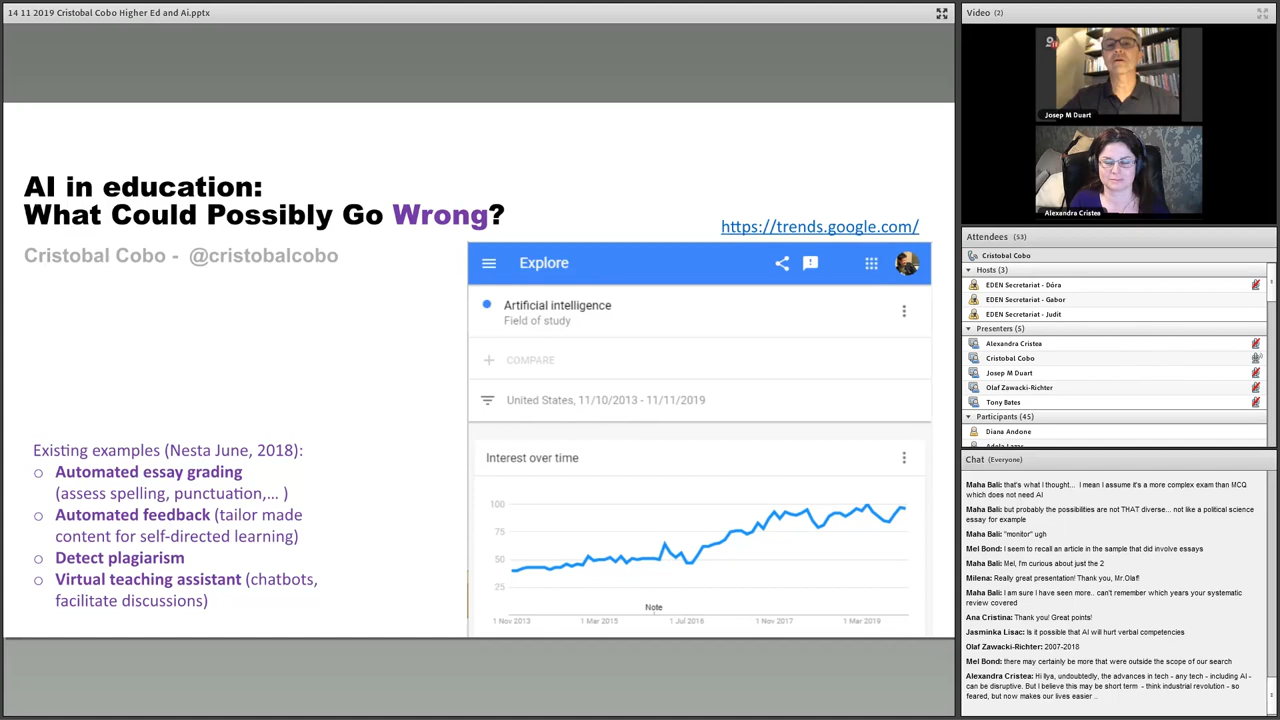 14 11 2019 Cristobal Cobo Higher Ed and Ai.pptx
AI in education:
What Could Possibly Go Wrong?
Cristobal Cobo - @cristobalcobo
https://trends.google.com/
Explore
Artificial intelligence
Field of study
COMPARE
United States, 11/10/2013 - 11/11/2019
Interest over time
100
75
50
25
Note
1 Nov 2013
1 Mar 2015
1 Jul 2016
1 Nov 2017
1 Mar 2019
Existing examples (Nesta June, 2018):
o Automated essay grading
(assess spelling, punctuation,... )
o Automated feedback (tailor made
content for self-directed learning)
o Detect plagiarism
o Virtual teaching assistant (chatbots,
facilitate discussions)
Video (2)
Josep M Duart
Alexandra Cristea
Attendees (53)
Cristobal Cobo
Hosts (3)
EDEN Secretariat - Dóra
EDEN Secretariat - Gabor
EDEN Secretariat - Judit
Presenters (5)
Alexandra Cristea
Cristobal Cobo
Josep M Duart
Olaf Zawacki-Richter
Tony Bates
Participants (45)
Diana Andone
Chat (Everyone)
Maha Bali: that's what I thought... I mean I assume it's a more complex exam than MCQ
which does not need AI
Maha Bali: but probably the possibilities are not THAT diverse... not like a political science
essay for example
Maha Bali: "monitor" ugh
Mel Bond: I seem to recall an article in the sample that did involve essays
Maha Bali: Mel, I'm curious about just the 2
Milena: Really great presentation! Thank you, Mr.Olaf!
Maha Bali: I am sure I have seen more.. can't remember which years your systematic
review covered
Ana Cristina: Thank you! Great points!
Jasminka Lisac: Is it possible that AI will hurt verbal competencies
Olaf Zawacki-Richter: 2007-2018
Mel Bond: there may certainly be more that were outside the scope of our search
Alexandra Cristea: Hi Ilya, undoubtedly, the advances in tech - any tech - including AI -
can be disruptive. But I believe this may be short term - think industrial revolution - so
feared, but now makes our lives easier ..